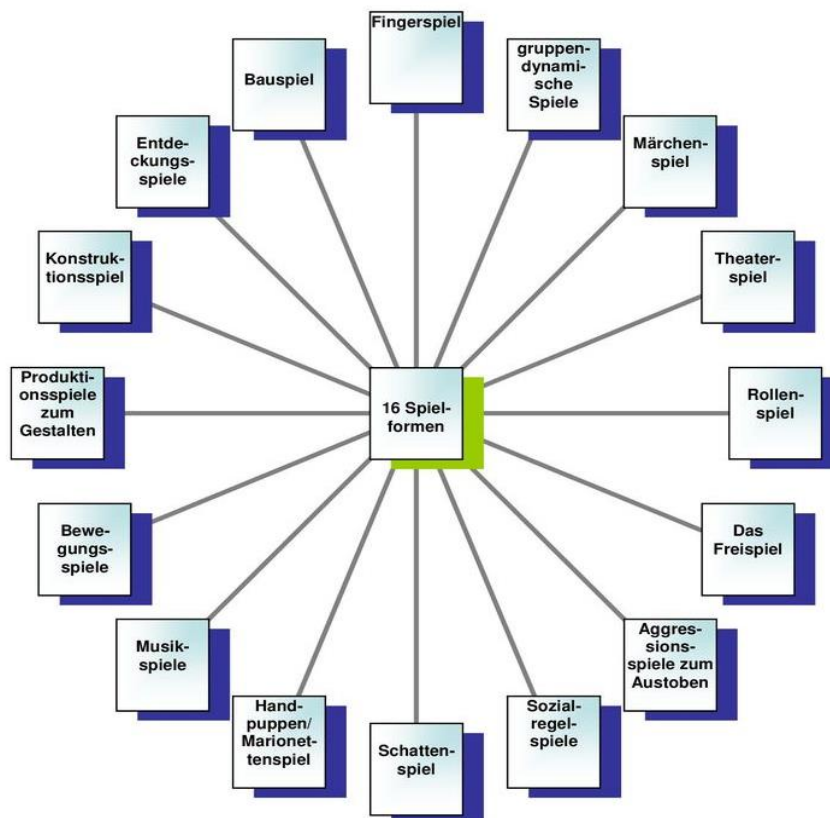 Fingerspiel
gruppen-
dynami-
sche
Spiele
Märchen-
spiel
Theater-
spiel
Rollen-
spiel
Das
Freispiel
Aggres-
sions-
spiele zum
Austoben
Sozial-
regel-
spiele
Schatten-
spiel
Hand-
puppen/
Marionet-
tenspiel
Musik-
spiele
Bewe-
gungs-
spiele
Produkti-
onsspiele
zum
Gestalten
Konstruk-
tionsspiel
Entde-
ckungs-
spiele
Bauspiel
16 Spiel-
formen